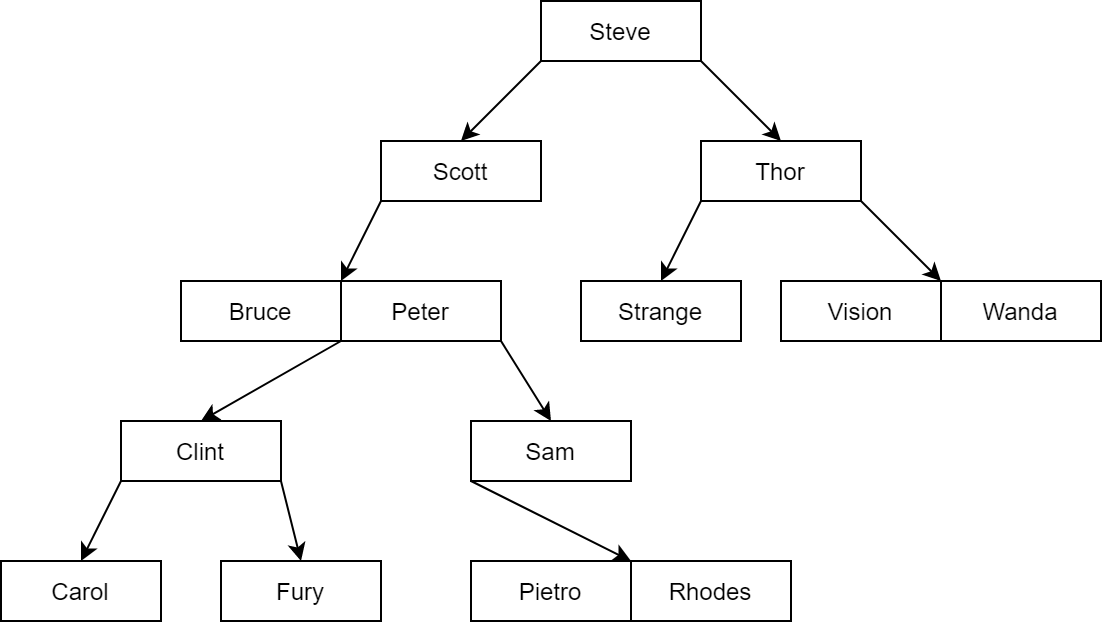 Steve
Scott
Thor
Bruce
Peter
Strange
Vision
Wanda
Clint
Sam
Carol
Fury
Pietro
Rhodes